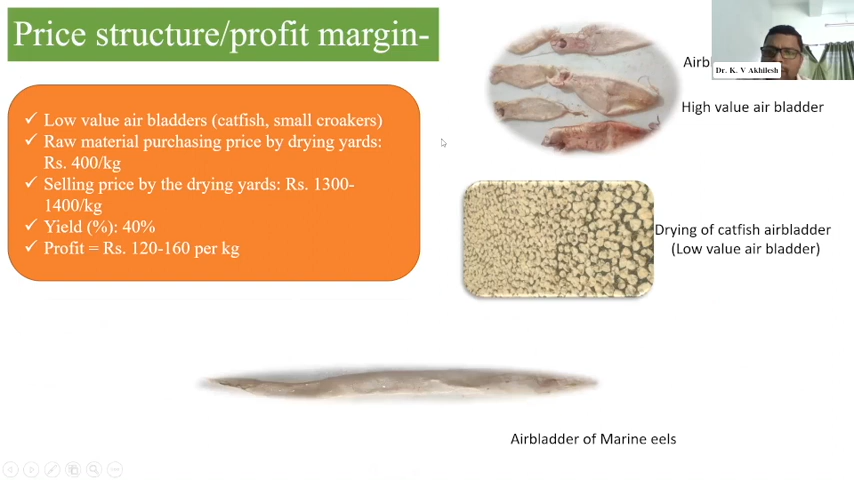 Price structure/profit margin-
✓ Low value air bladders (catfish, small croakers)
✓ Raw material purchasing price by drying yards:
Rs. 400/kg
✓ Selling price by the drying yards: Rs. 1300-
1400/kg
✓ Yield (%): 40%
✓ Profit = Rs. 120-160 per kg
Dr. K. V Akhilesh
High value air bladder
Drying of catfish airbladder
(Low value air bladder)
Airbladder of Marine eels